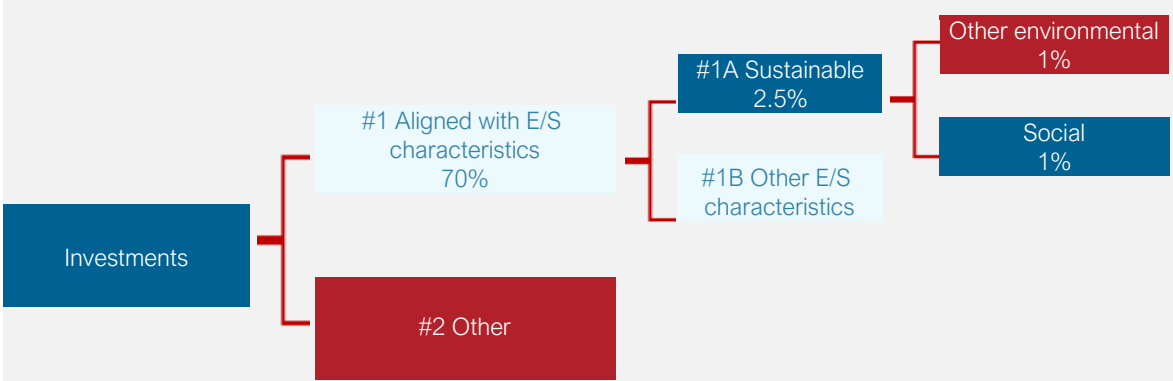 Other environmental
1%
#1A Sustainable
2.5%
#1 Aligned with E/S
characteristics
70%
Social
1%
#1B Other E/S
characteristics
Investments
#2 Other